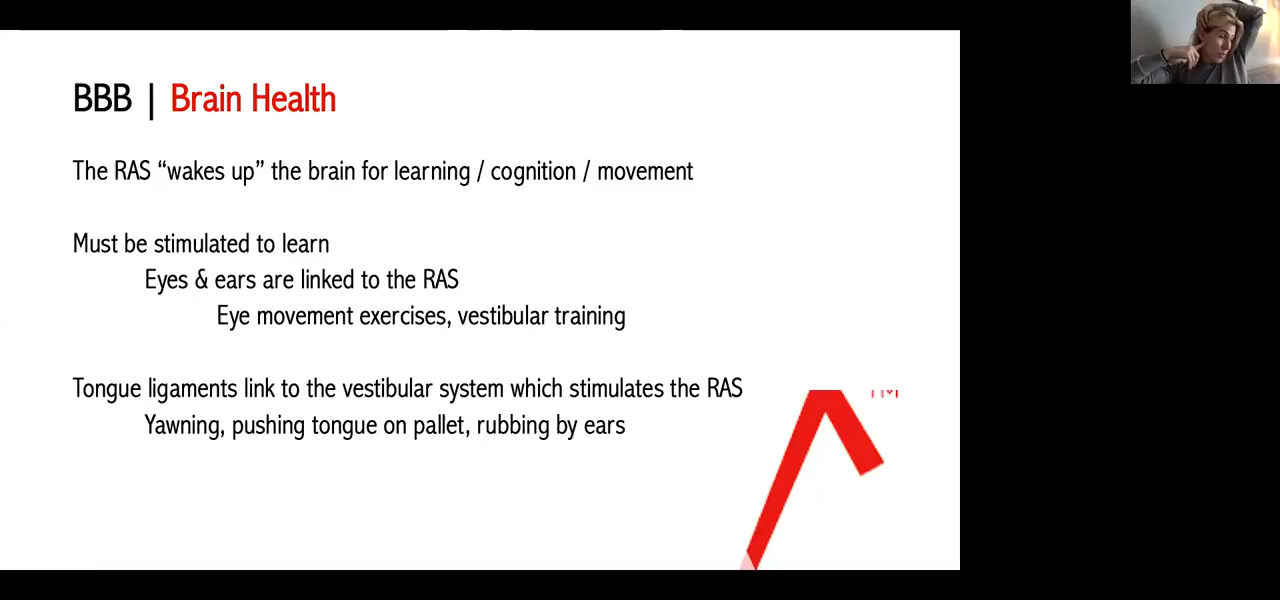 BBB | Brain Health
The RAS “wakes up” the brain for learning / cognition / movement
Must be stimulated to learn
Eyes & ears are linked to the RAS
Eye movement exercises, vestibular training
Tongue ligaments link to the vestibular system which stimulates the RAS
Yawning, pushing tongue on pallet, rubbing by ears